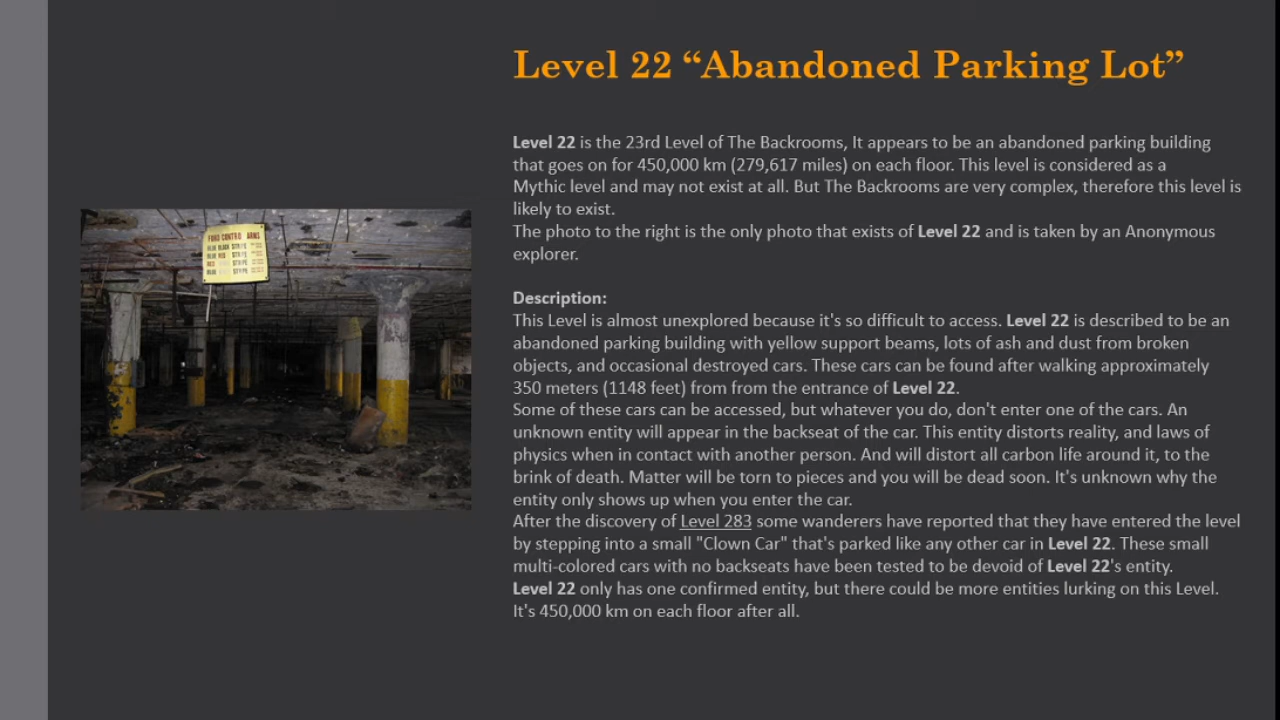 Level 22 “Abandoned Parking Lot”
Level 22 is the 23rd Level of The Backrooms, It appears to be an abandoned parking building
that goes on for 450,000 km (279,617 miles) on each floor. This level is considered as a
Mythic level and may not exist at all. But The Backrooms are very complex, therefore this level is
likely to exist.
The photo to the right is the only photo that exists of Level 22 and is taken by an Anonymous
explorer.
Description:
This Level is almost unexplored because it's so difficult to access. Level 22 is described to be an
abandoned parking building with yellow support beams, lots of ash and dust from broken
objects, and occasional destroyed cars. These cars can be found after walking approximately
350 meters (1148 feet) from from the entrance of Level 22.
Some of these cars can be accessed, but whatever you do, don't enter one of the cars. An
unknown entity will appear in the backseat of the car. This entity distorts reality, and laws of
physics when in contact with another person. And will distort all carbon life around it, to the
brink of death. Matter will be torn to pieces and you will be dead soon. It's unknown why the
entity only shows up when you enter the car.
After the discovery of Level 283 some wanderers have reported that they have entered the level
by stepping into a small "Clown Car" that's parked like any other car in Level 22. These small
multi-colored cars with no backseats have been tested to be devoid of Level 22's entity.
Level 22 only has one confirmed entity, but there could be more entities lurking on this Level.
It's 450,000 km on each floor after all.
CONTRO ARMS
BLUE BLACK STRIPE
BLUE RED STRIPE
RED STRIPE
BLUE STRIPE